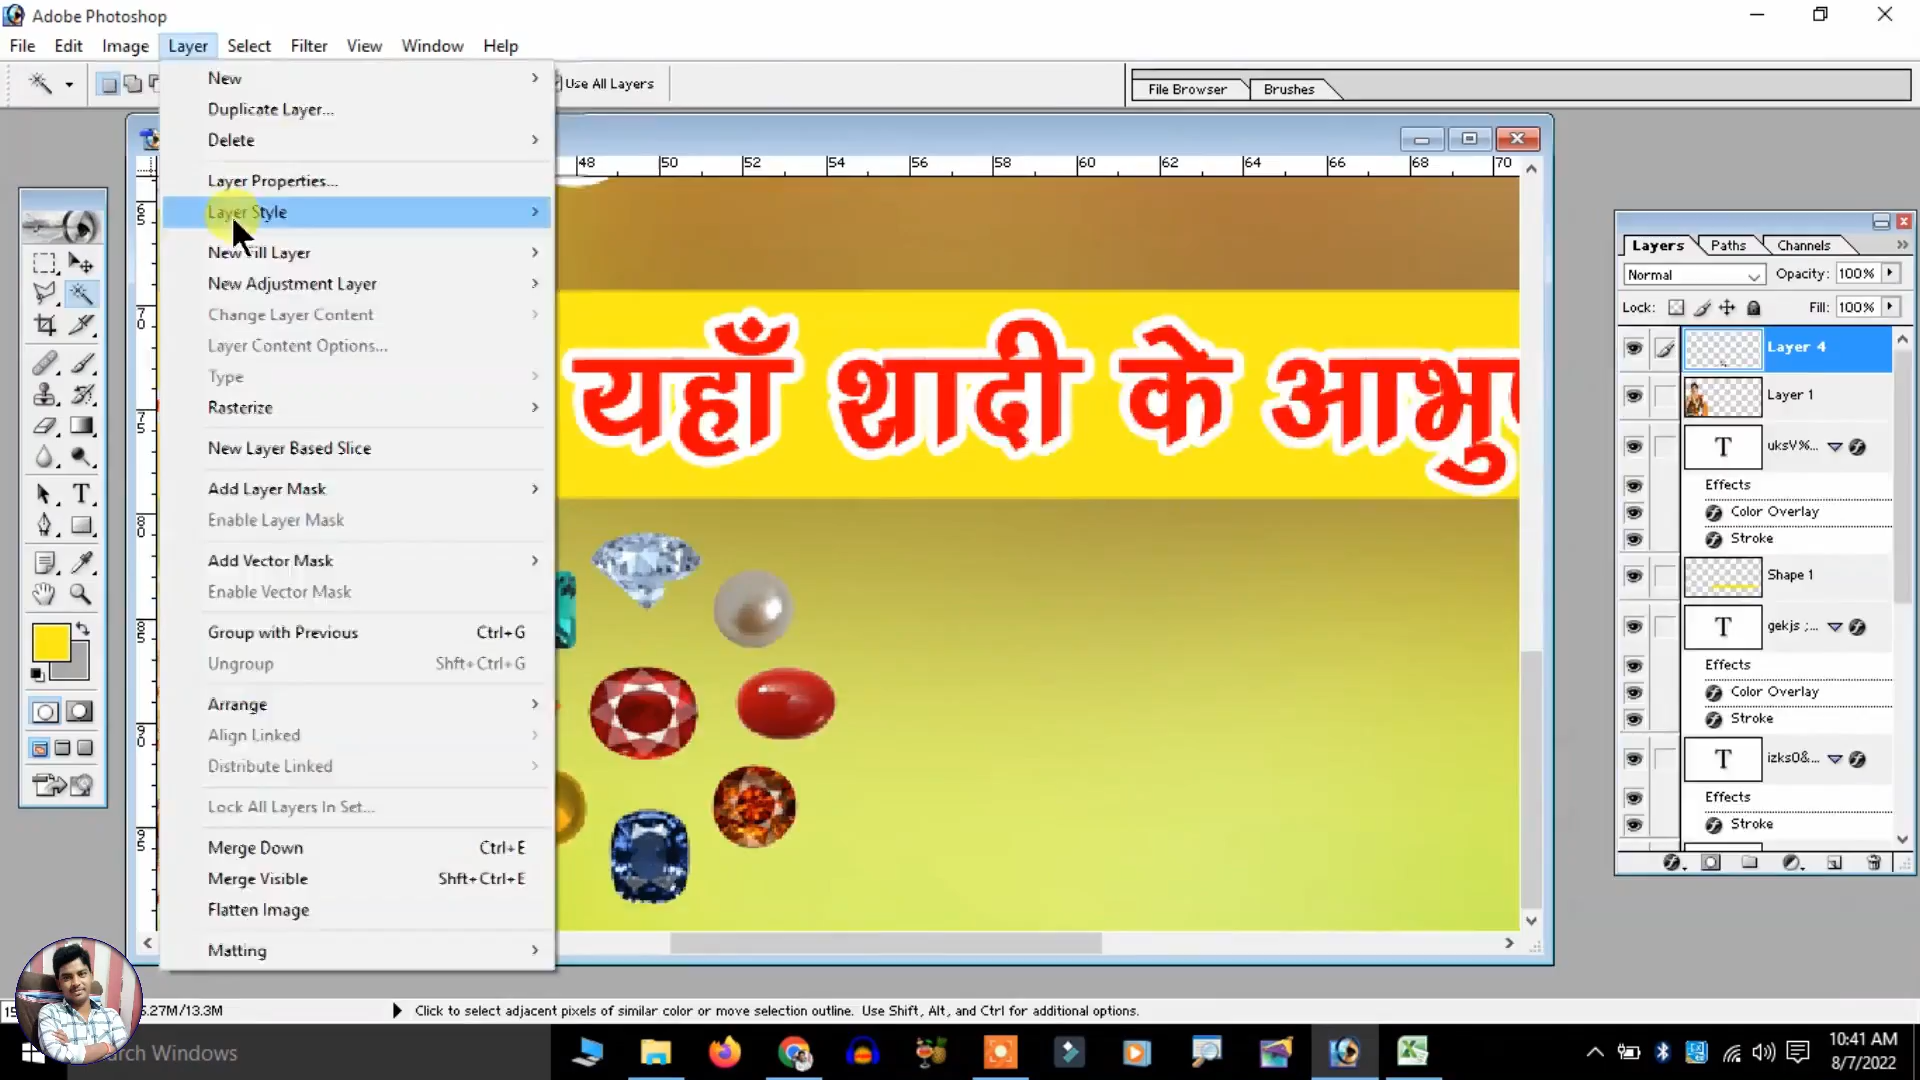 Adobe Photoshop
File Edit Image Layer Select Filter View Window Help
Use All Layers
File Browser Brushes
New
Duplicate Layer...
Delete
Layer Properties...
Layer Style
New Fill Layer
New Adjustment Layer
Change Layer Content
Layer Content Options...
Type
Rasterize
New Layer Based Slice
Add Layer Mask
Enable Layer Mask
Add Vector Mask
Enable Vector Mask
Group with Previous Ctrl+G
Ungroup Shft+Ctrl+G
Arrange
Align Linked
Distribute Linked
Lock All Layers In Set...
Merge Down Ctrl+E
Merge Visible Shft+Ctrl+E
Flatten Image
Matting
48 50 52 54 56 58 60 62 64 66 68 70
यहाँ शादी के
Layers Paths Channels
Normal Opacity: 100%
Lock: Fill: 100%
Layer 4
Layer 1
T uksV%...
Effects
Color Overlay
Stroke
Shape 1
T gekjs ;...
Effects
Color Overlay
Stroke
T izks0&...
Effects
Stroke
5.27M/13.3M
Click to select adjacent pixels of similar color or move selection outline. Use Shift, Alt, and Ctrl for additional options.
Windows
10:41 AM
8/7/2022